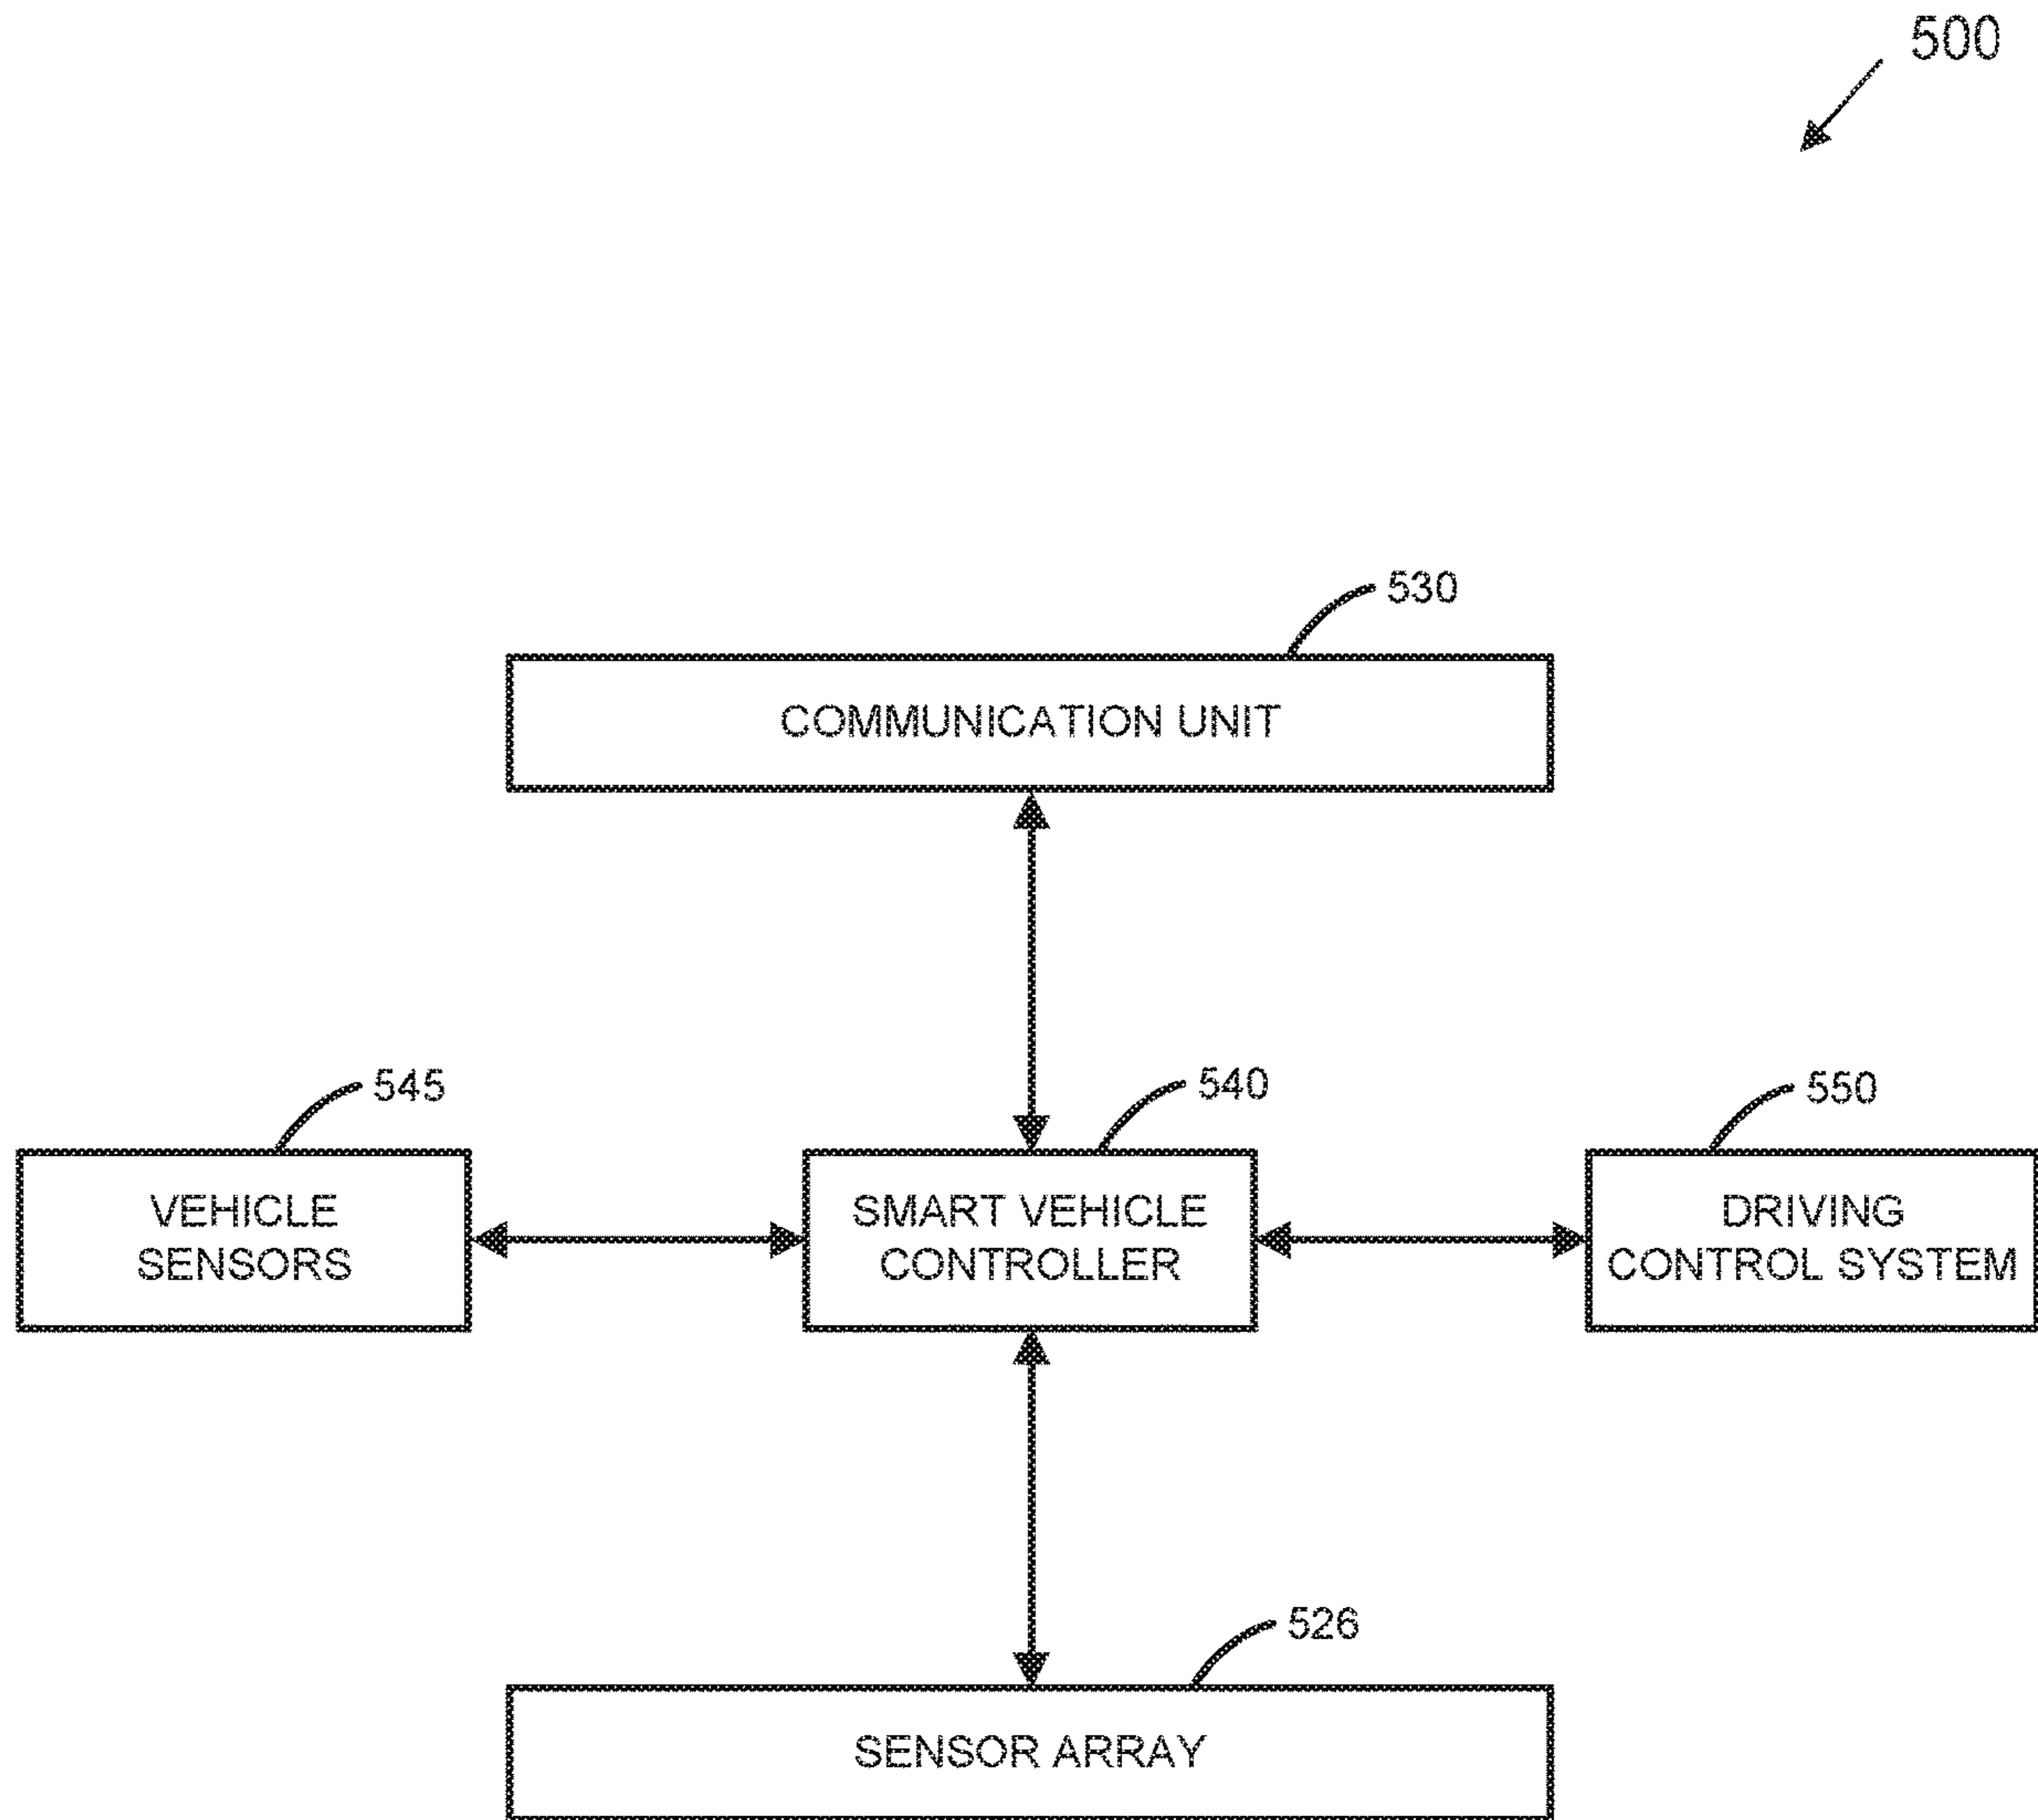 500
530
COMMUNICATION UNIT
545
540
550
VEHICLE
SENSORS
SMART VEHICLE
CONTROLLER
DRIVING
CONTROL SYSTEM
526
SENSOR ARRAY